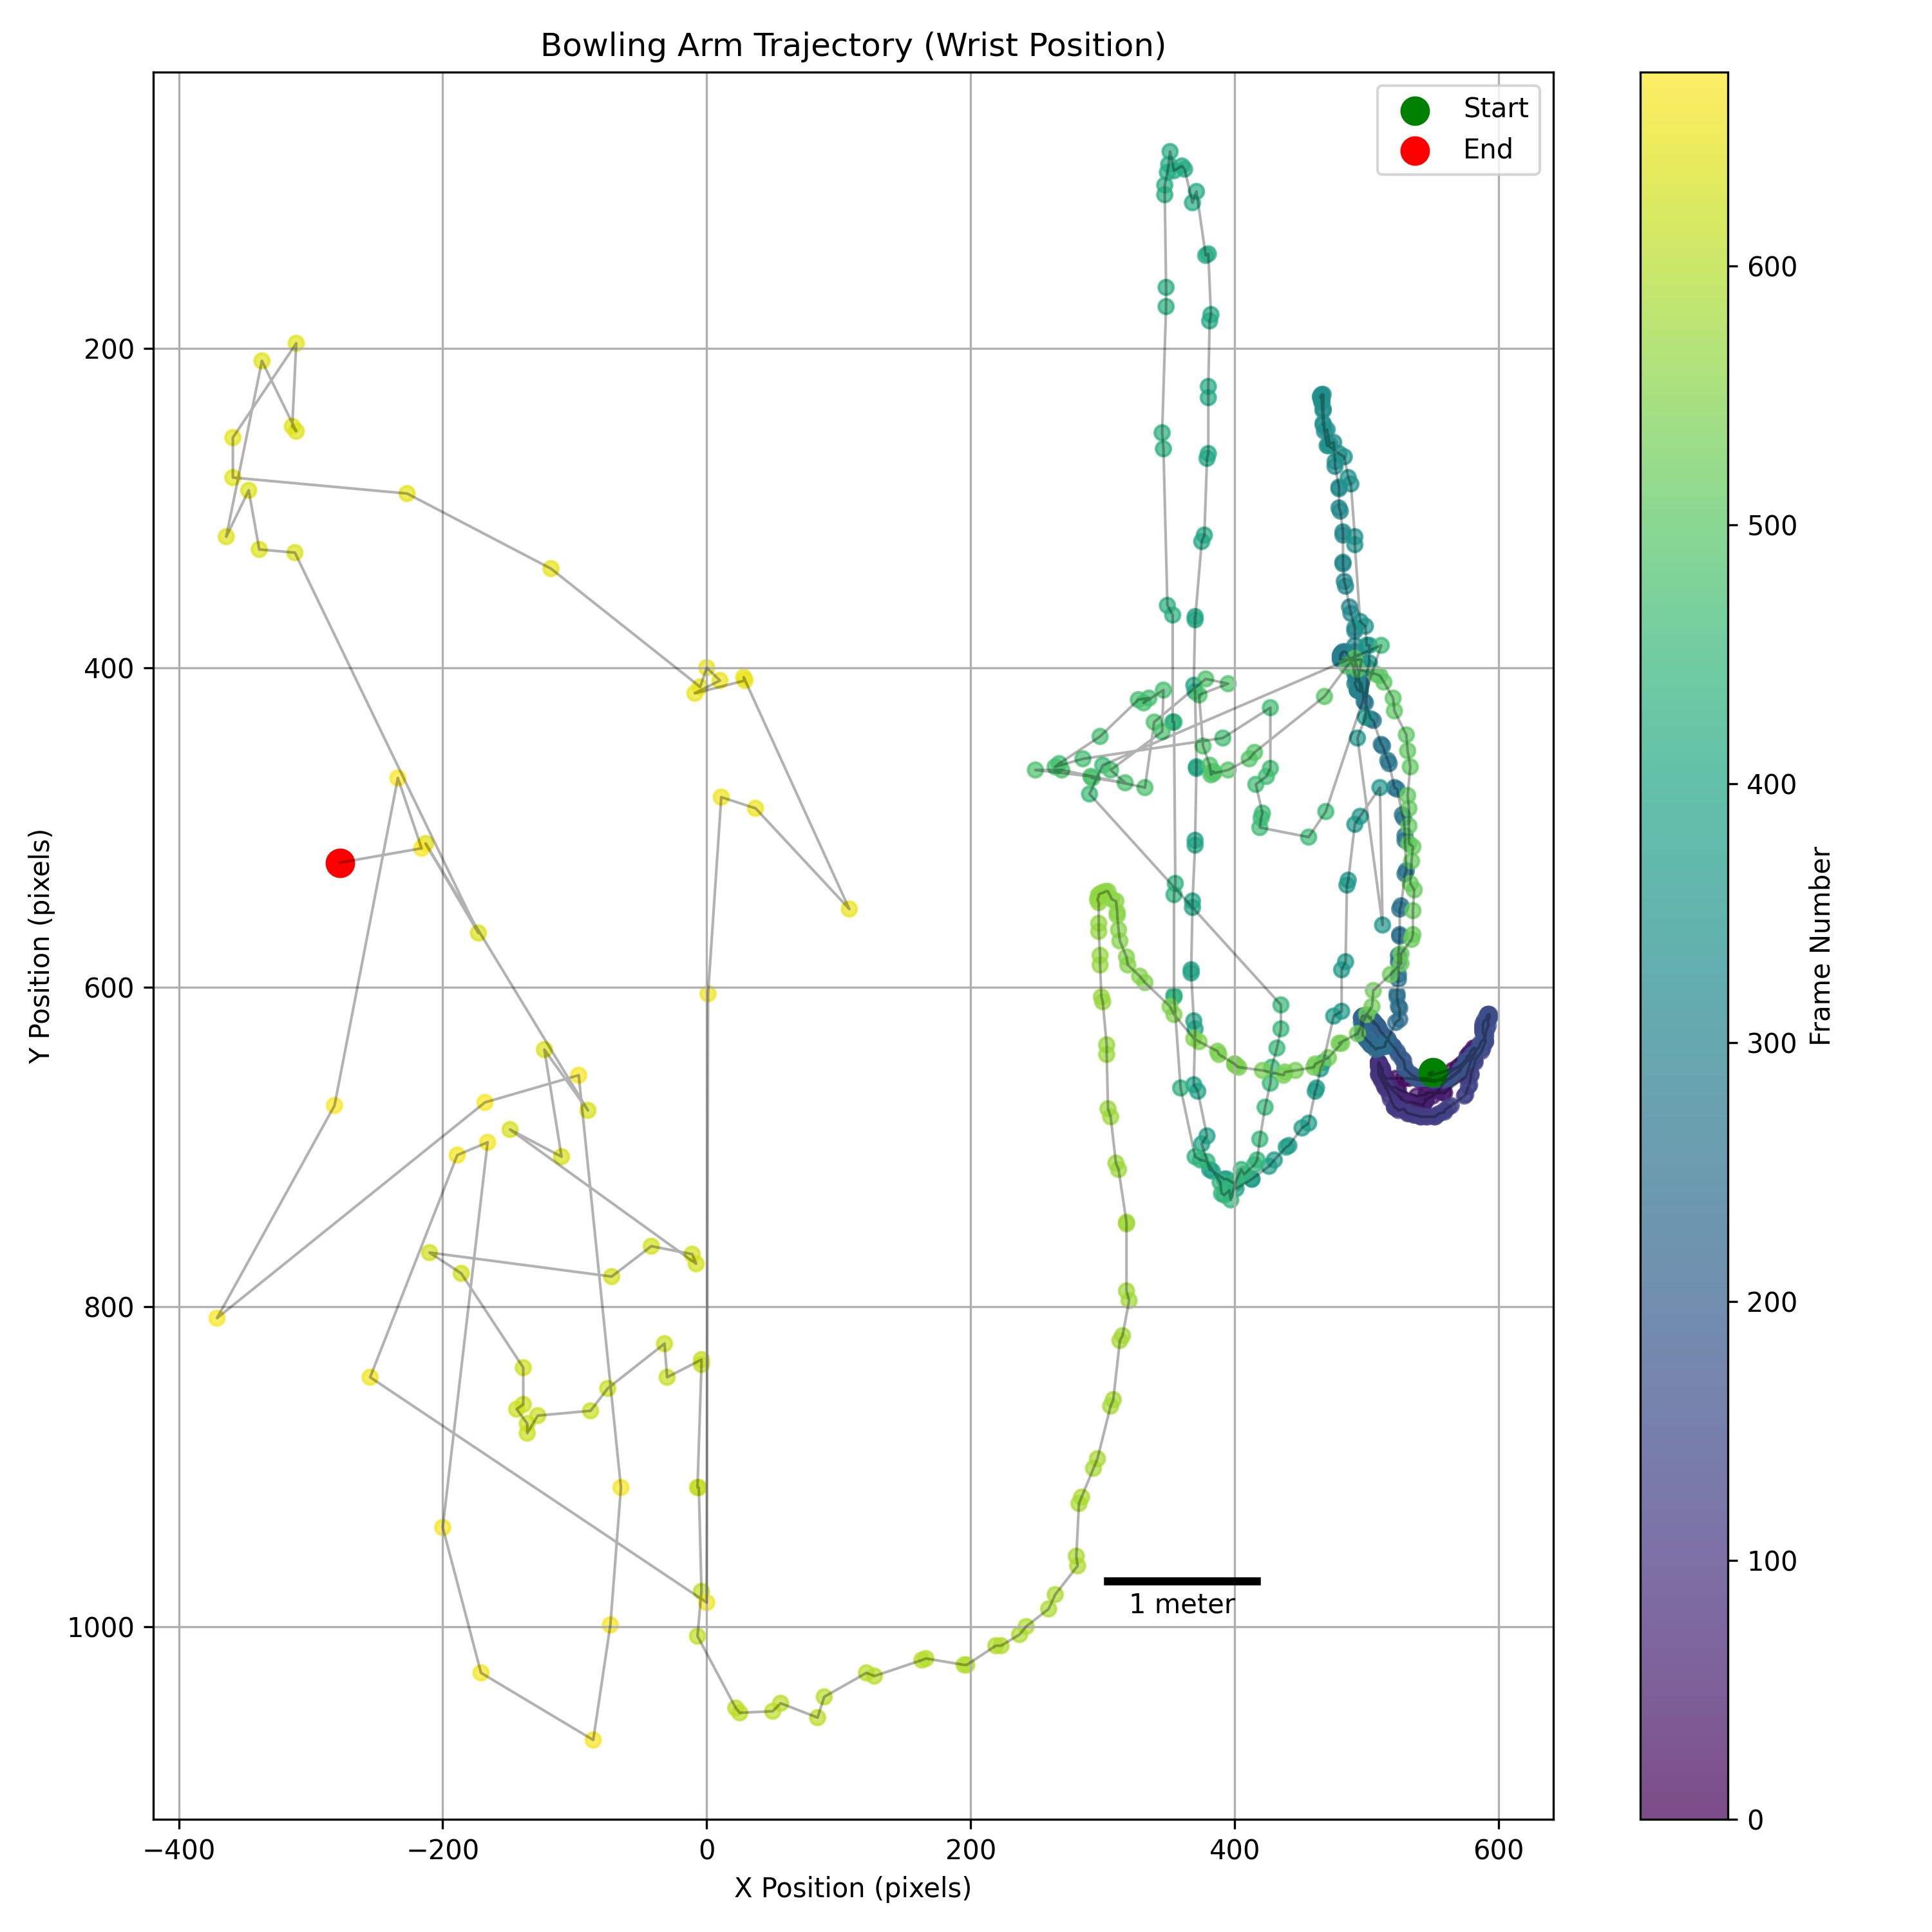 Bowling Arm Trajectory (Wrist Position)
Start
End
200
400
600
800
1000
Y Position (pixels)
1 meter
−400
−200
0
200
400
600
X Position (pixels)
600
500
400
300
200
100
0
Frame Number